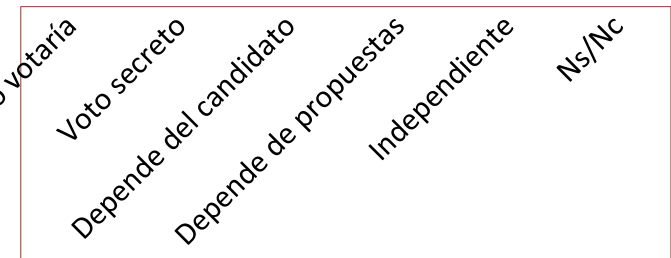 votaría
Voto secreto
Depende del candidato
Depende de propuestas
Independiente
Ns/Nc